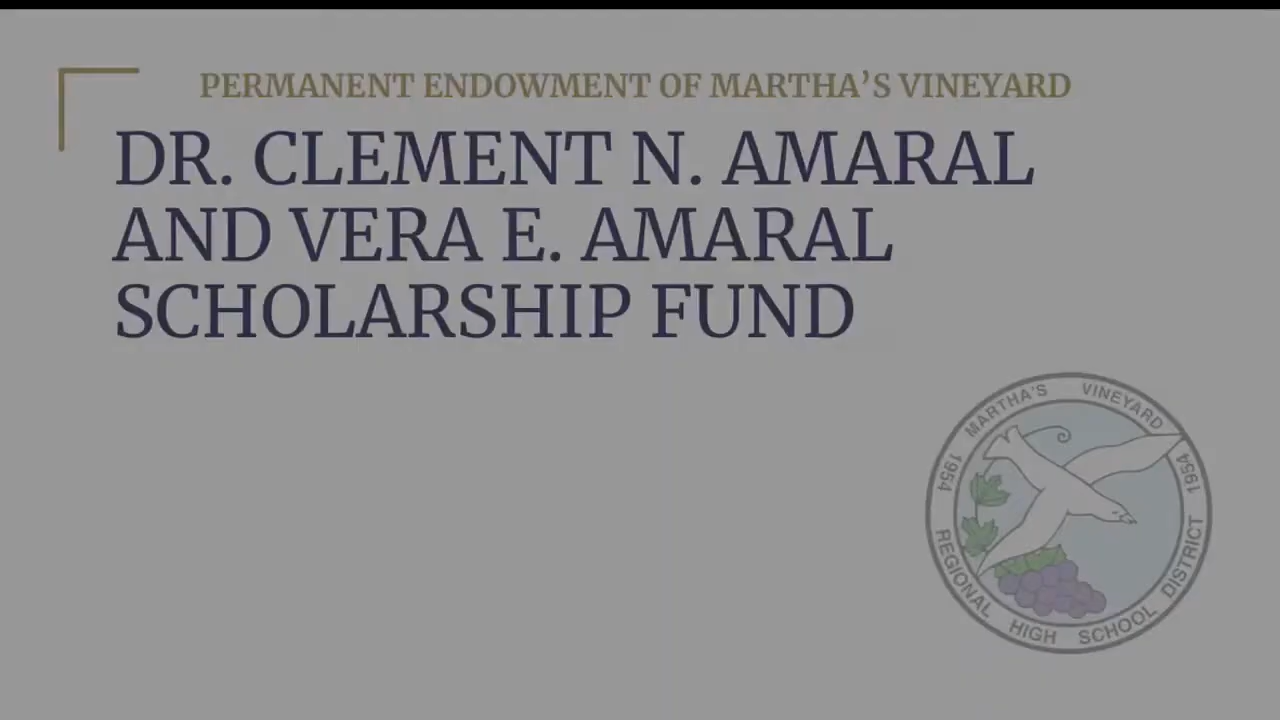 PERMANENT ENDOWMENT OF MARTHA’S VINEYARD
DR. CLEMENT N. AMARAL
AND VERA E. AMARAL
SCHOLARSHIP FUND
MARTHA'S VINEYARD
1954 1954
REGIONAL HIGH SCHOOL DISTRICT